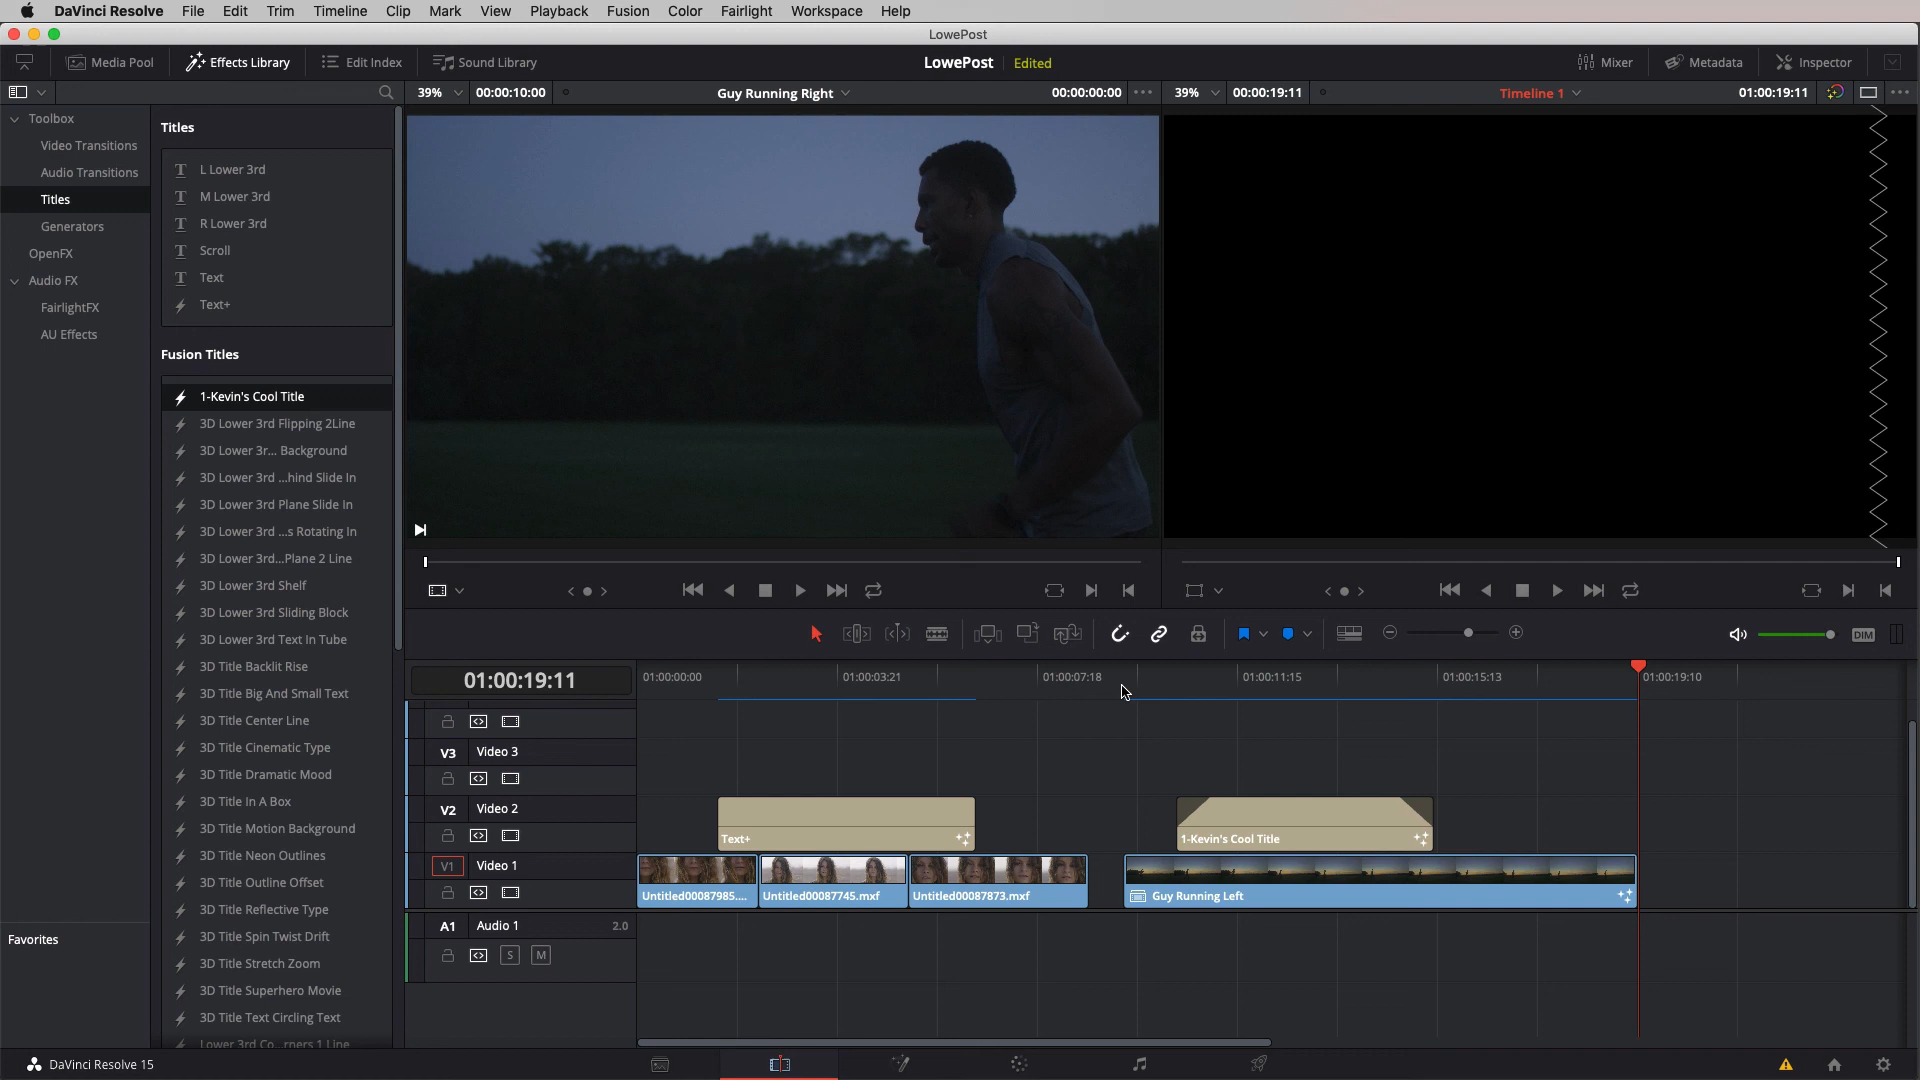 DaVinci Resolve File Edit Trim Timeline Clip Mark View Playback Fusion Color Fairlight Workspace Help
LowePost
Media Pool Effects Library Edit Index Sound Library LowePost Edited Mixer Metadata Inspector
39% 00:00:10:00 Guy Running Right 00:00:00:00 39% 00:00:19:11 Timeline 1 01:00:19:11
Toolbox
Video Transitions
Audio Transitions
Titles
Generators
OpenFX
Audio FX
FairlightFX
AU Effects
Favorites
Titles
L Lower 3rd
M Lower 3rd
R Lower 3rd
Scroll
Text
Text+
Fusion Titles
1-Kevin's Cool Title
3D Lower 3rd Flipping 2Line
3D Lower 3r... Background
3D Lower 3rd ...hind Slide In
3D Lower 3rd Plane Slide In
3D Lower 3rd ...s Rotating In
3D Lower 3rd...Plane 2 Line
3D Lower 3rd Shelf
3D Lower 3rd Sliding Block
3D Lower 3rd Text In Tube
3D Title Backlit Rise
3D Title Big And Small Text
3D Title Center Line
3D Title Cinematic Type
3D Title Dramatic Mood
3D Title In A Box
3D Title Motion Background
3D Title Neon Outlines
3D Title Outline Offset
3D Title Reflective Type
3D Title Spin Twist Drift
3D Title Stretch Zoom
3D Title Superhero Movie
3D Title Text Circling Text
Lower 3rd Co...rners 1 Line
DIM
01:00:19:11 01:00:00:00 01:00:03:21 01:00:07:18 01:00:11:15 01:00:15:13 01:00:19:10
V3 Video 3
V2 Video 2
Text+ 1-Kevin's Cool Title
V1 Video 1
Untitled00087985.... Untitled00087745.mxf Untitled00087873.mxf Guy Running Left
A1 Audio 1 2.0
S M
DaVinci Resolve 15